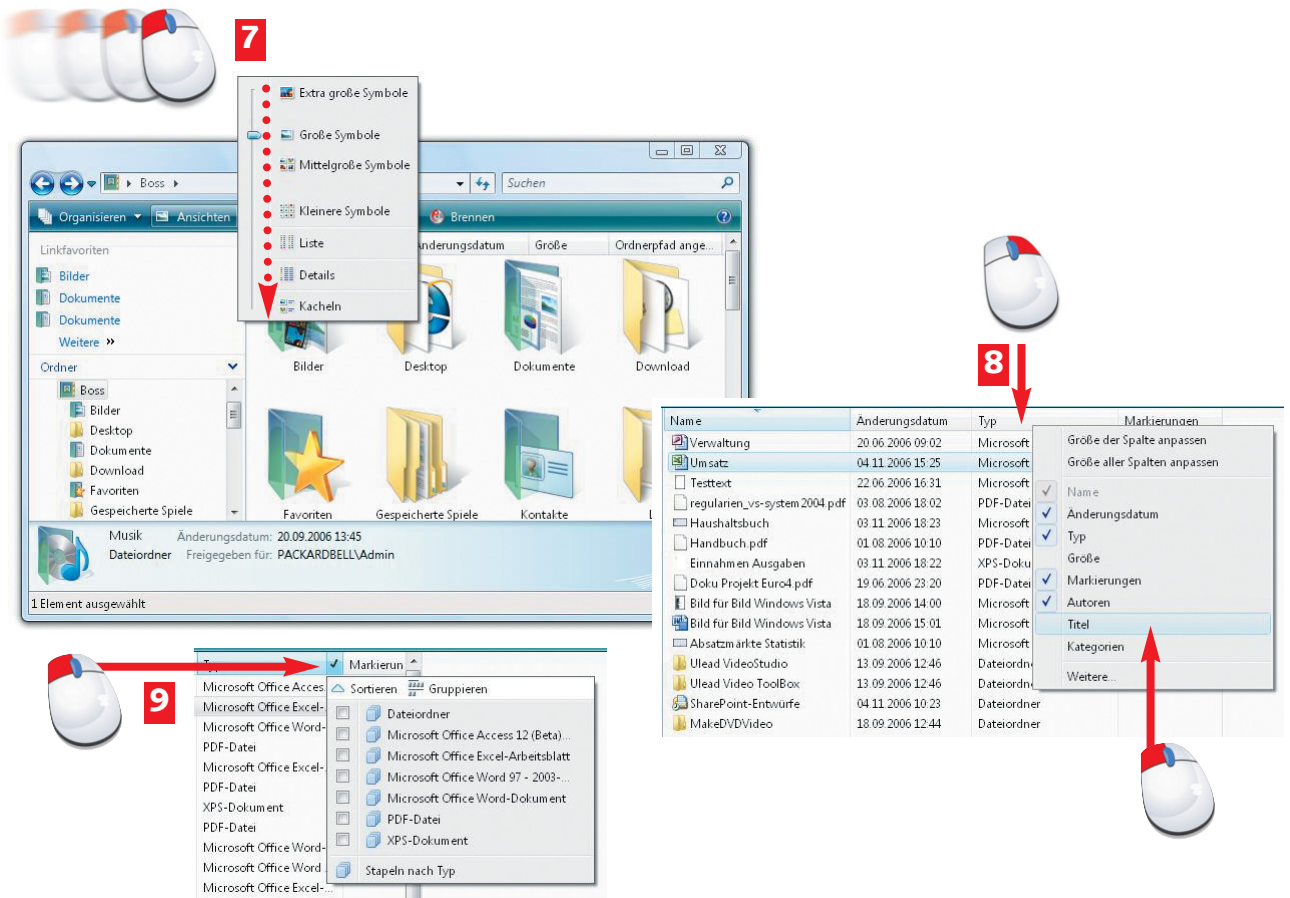 7
Extra große Symbole
Große Symbole
Mittelgroße Symbole
Kleinere Symbole
Liste
Details
Kacheln
Boss
Suchen
Organisieren Ansichten Brennen
Linkfavoriten
Bilder
Dokumente
Dokumente
Weitere »
Ordner
Boss
Bilder
Desktop
Dokumente
Download
Favoriten
Gespeicherte Spiele
Änderungsdatum Größe Ordnerpfad ange...
Bilder Desktop Dokumente Download
Favoriten Gespeicherte Spiele Kontakte L
Musik Änderungsdatum: 20.09.2006 13:45
Dateiordner Freigegeben für: PACKARDBELL\Admin
1 Element ausgewählt
8
Name Änderungsdatum Typ Markierungen
Verwaltung 20.06.2006 09:02 Microsoft
Umsatz 04.11.2006 15:25 Microsoft
Testtext 22.06.2006 16:31 Microsoft
regularien_vs-system2004.pdf 03.08.2006 18:02 PDF-Datei
Haushaltsbuch 03.11.2006 18:23 Microsoft
Handbuch.pdf 01.08.2006 10:10 PDF-Datei
Einnahmen Ausgaben 03.11.2006 18:22 XPS-Doku
Doku Projekt Euro4.pdf 19.06.2006 23:20 PDF-Datei
Bild für Bild Windows Vista 18.09.2006 14:00 Microsoft
Bild für Bild Windows Vista 18.09.2006 15:01 Microsoft
Absatzmärkte Statistik 01.08.2006 10:10 Microsoft
Ulead VideoStudio 13.09.2006 12:46 Dateiordne
Ulead Video ToolBox 13.09.2006 12:46 Dateiordn
SharePoint-Entwürfe 04.11.2006 10:23 Dateiordner
MakeDVDVideo 18.09.2006 12:44 Dateiordner
Größe der Spalte anpassen
Größe aller Spalten anpassen
Name
Änderungsdatum
Typ
Größe
Markierungen
Autoren
Titel
Kategorien
Weitere...
9
Typ Markierun
Microsoft Office Acces
Microsoft Office Excel-
Microsoft Office Word-
PDF-Datei
Microsoft Office Excel-
PDF-Datei
XPS-Dokument
PDF-Datei
Microsoft Office Word-
Microsoft Office Word
Microsoft Office Excel-...
Sortieren Gruppieren
Dateiordner
Microsoft Office Access 12 (Beta)...
Microsoft Office Excel-Arbeitsblatt
Microsoft Office Word 97 - 2003-...
Microsoft Office Word-Dokument
PDF-Datei
XPS-Dokument
Stapeln nach Typ